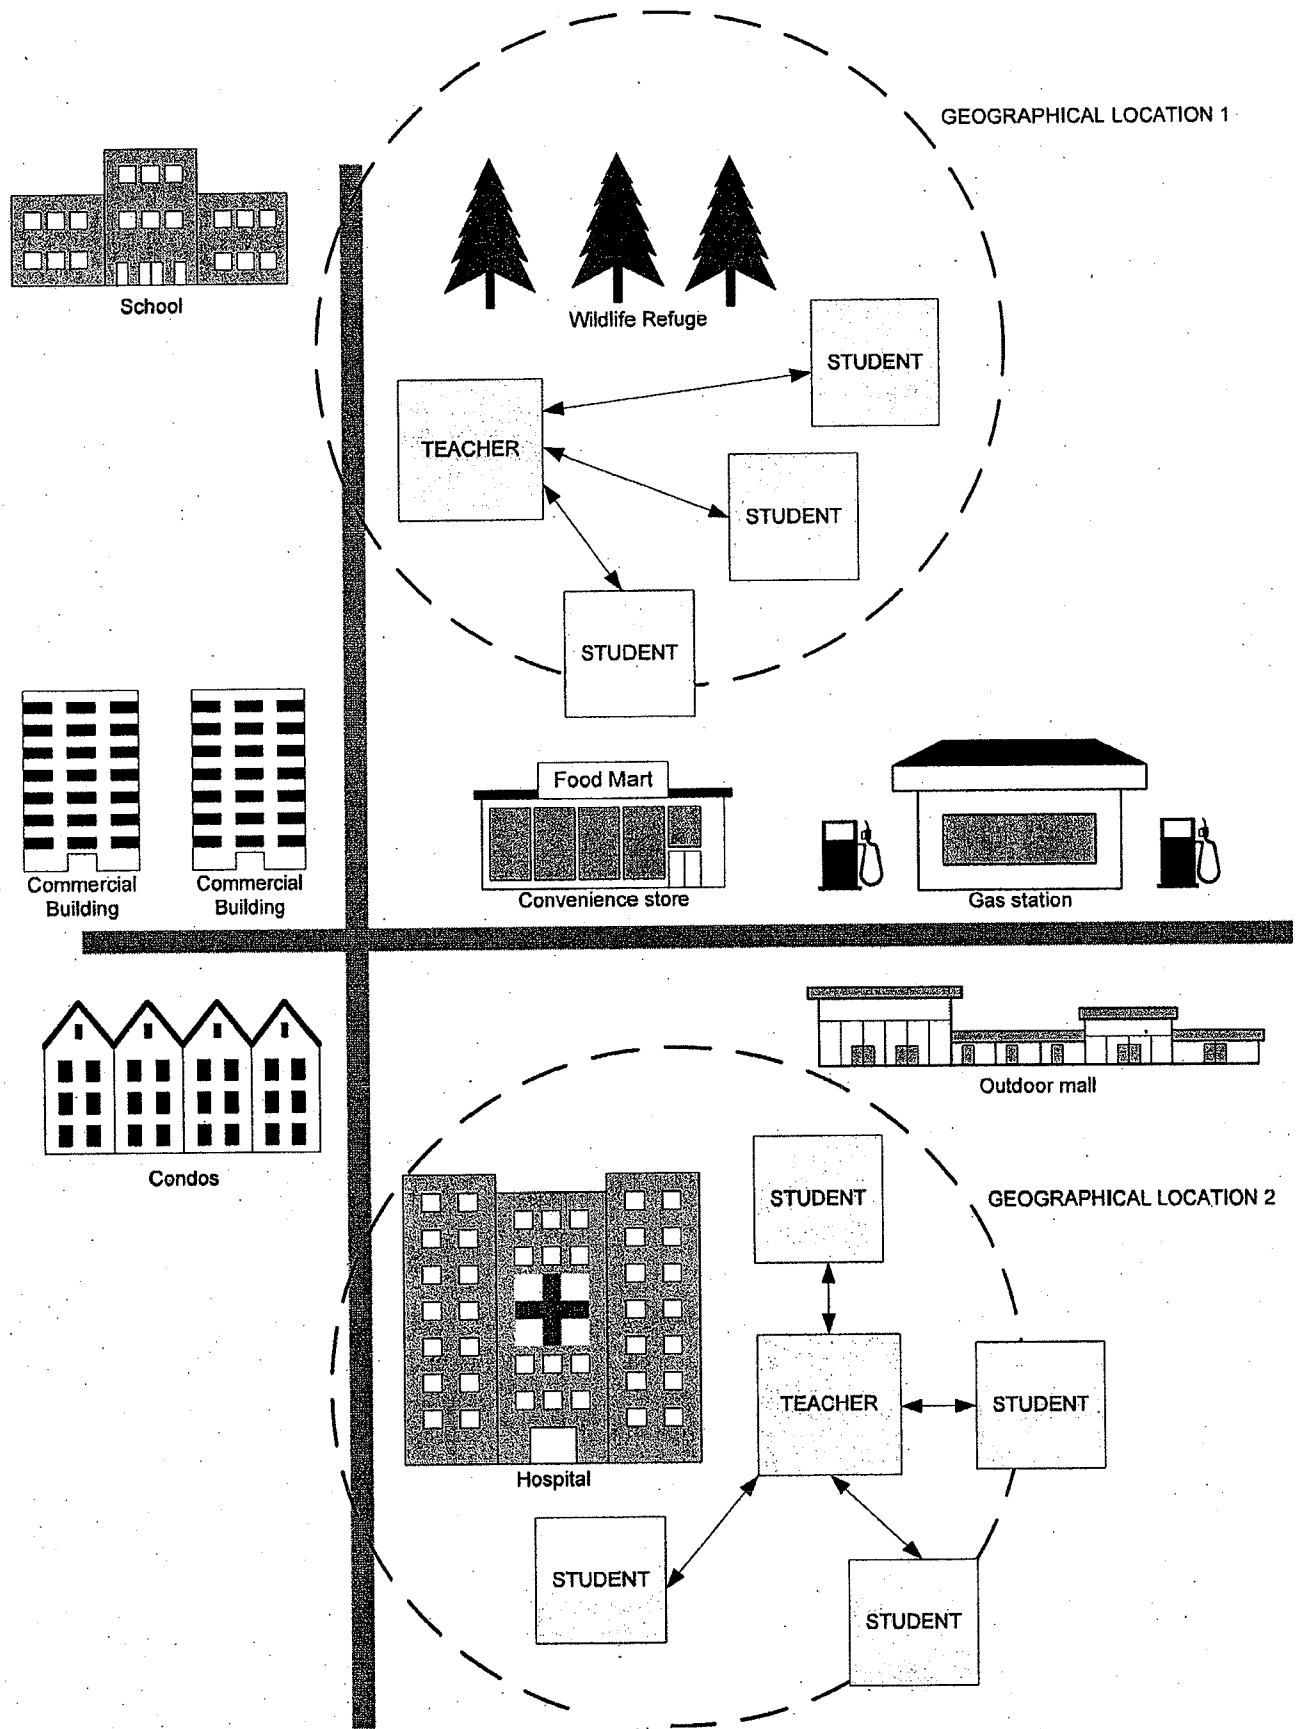 GEOGRAPHICAL LOCATION 1
School
Wildlife Refuge
STUDENT
TEACHER
STUDENT
STUDENT
Food Mart
Commercial
Building
Commercial
Building
Convenience store
Gas station
Outdoor mall
Condos
STUDENT
GEOGRAPHICAL LOCATION 2
TEACHER
STUDENT
Hospital
STUDENT
STUDENT